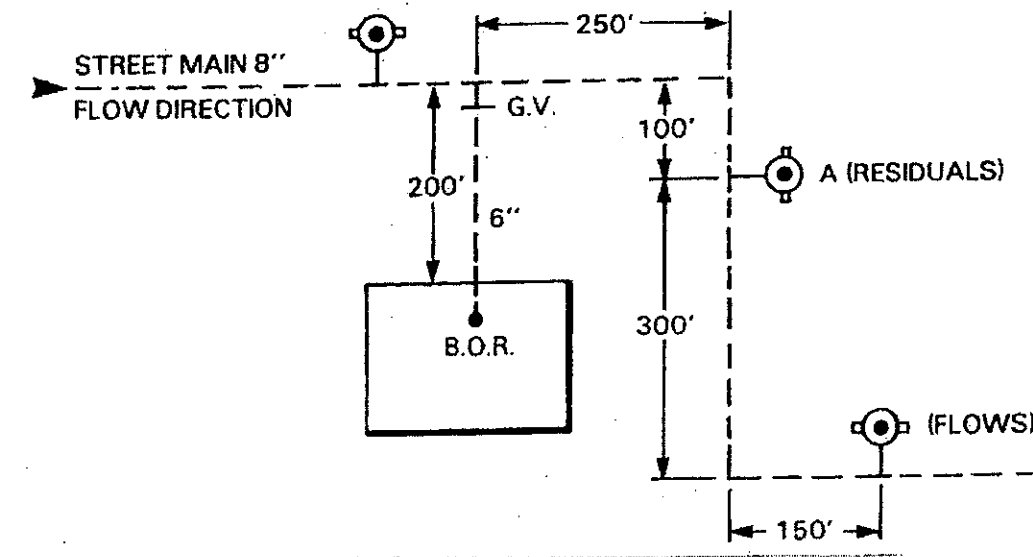 250'
STREET MAIN 8"
FLOW DIRECTION
G.V.
100'
A (RESIDUALS)
200'
6"
300'
B.O.R.
(FLOWS)
150'